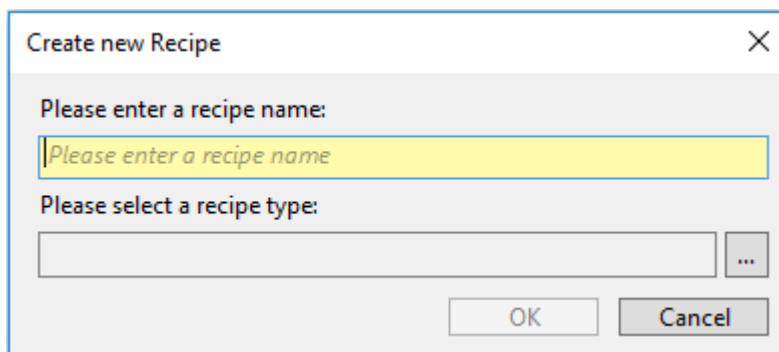 Create new Recipe
Please enter a recipe name:
Please enter a recipe name
Please select a recipe type:
...
OK
Cancel